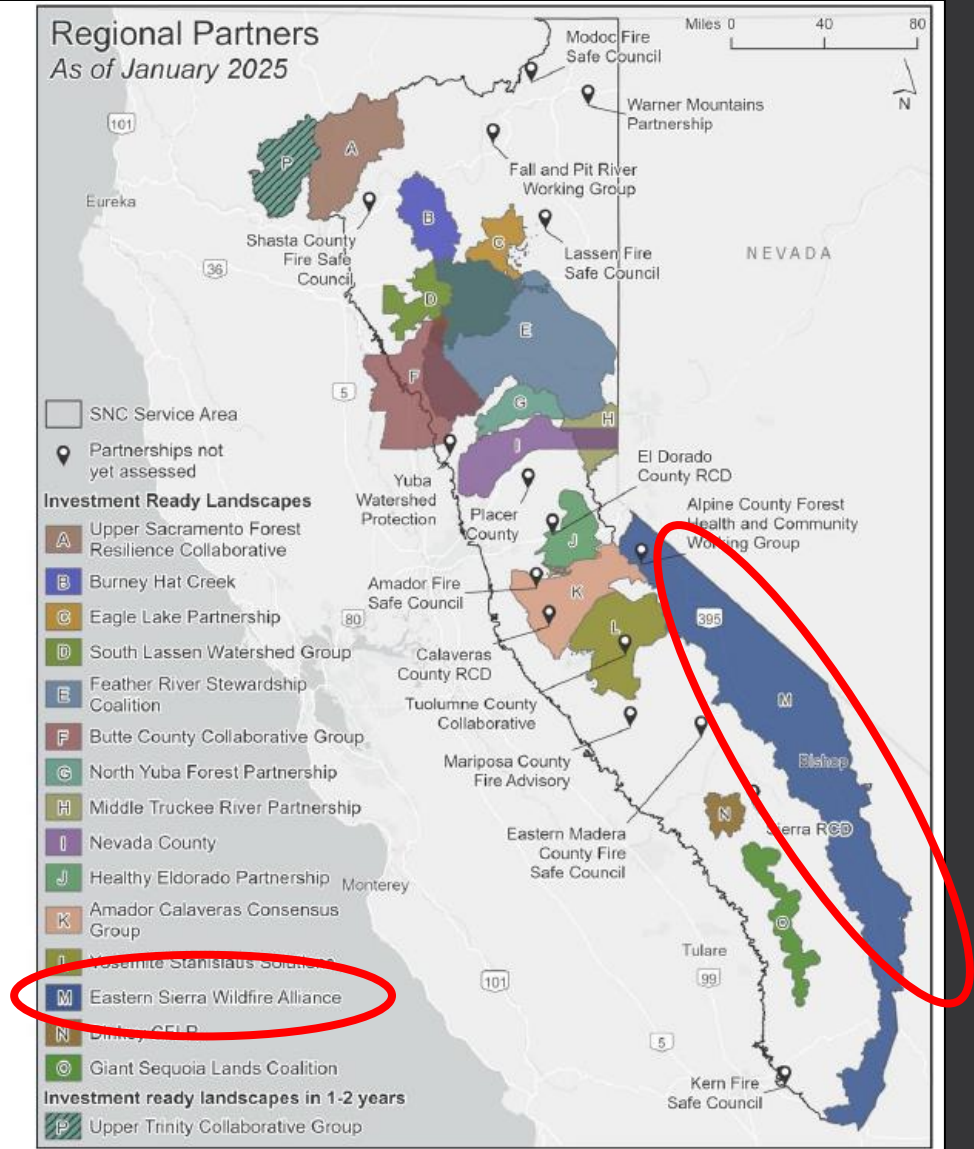 Regional Partners
As of January 2025
Miles 0 40 80
N
Modoc Fire
Safe Council
Warner Mountains
Partnership
101
P
A
Fall and Pit River
Working Group
Eureka
B
Shasta County
Fire Safe
Council
C
Lassen Fire
Safe Council
NEVADA
36
D
E
F
5
G
H
I
SNC Service Area
Partnerships not
yet assessed
Yuba
Watershed
Protection
Placer
County
El Dorado
County RCD
Alpine County Forest
Health and Community
Working Group
J
Amador Fire
Safe Council
K
80
L
395
Calaveras
County RCD
Tuolumne County
Collaborative
M
Mariposa County
Fire Advisory
Bishop
N
Sierra RCD
Eastern Madera
County Fire
Safe Council
Monterey
O
Tulare
99
101
5
Kern Fire
Safe Council
Investment Ready Landscapes
A Upper Sacramento Forest
Resilience Collaborative
B Burney Hat Creek
C Eagle Lake Partnership
D South Lassen Watershed Group
E Feather River Stewardship
Coalition
F Butte County Collaborative Group
G North Yuba Forest Partnership
H Middle Truckee River Partnership
I Nevada County
J Healthy Eldorado Partnership
K Amador Calaveras Consensus
Group
L Yosemite Stanislaus Solutions
M Eastern Sierra Wildfire Alliance
N Dinkey CFLR
O Giant Sequoia Lands Coalition
Investment ready landscapes in 1-2 years
P Upper Trinity Collaborative Group